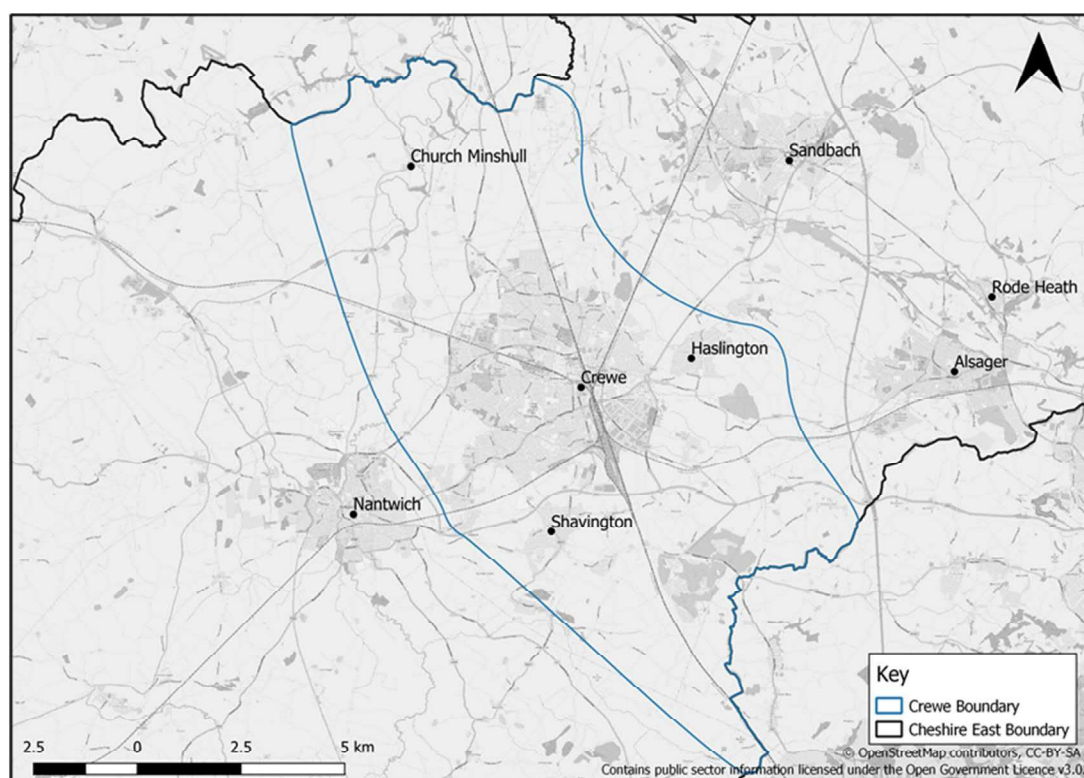 Church Minshull
Sandbach
Rode Heath
Haslington
Alsager
Crewe
Nantwich
Shavington
Key
Crewe Boundary
Cheshire East Boundary
2.5 0 2.5 5 km
© OpenStreetMap contributors, CC-BY-SA
Contains public sector information licensed under the Open Government Licence v3.0